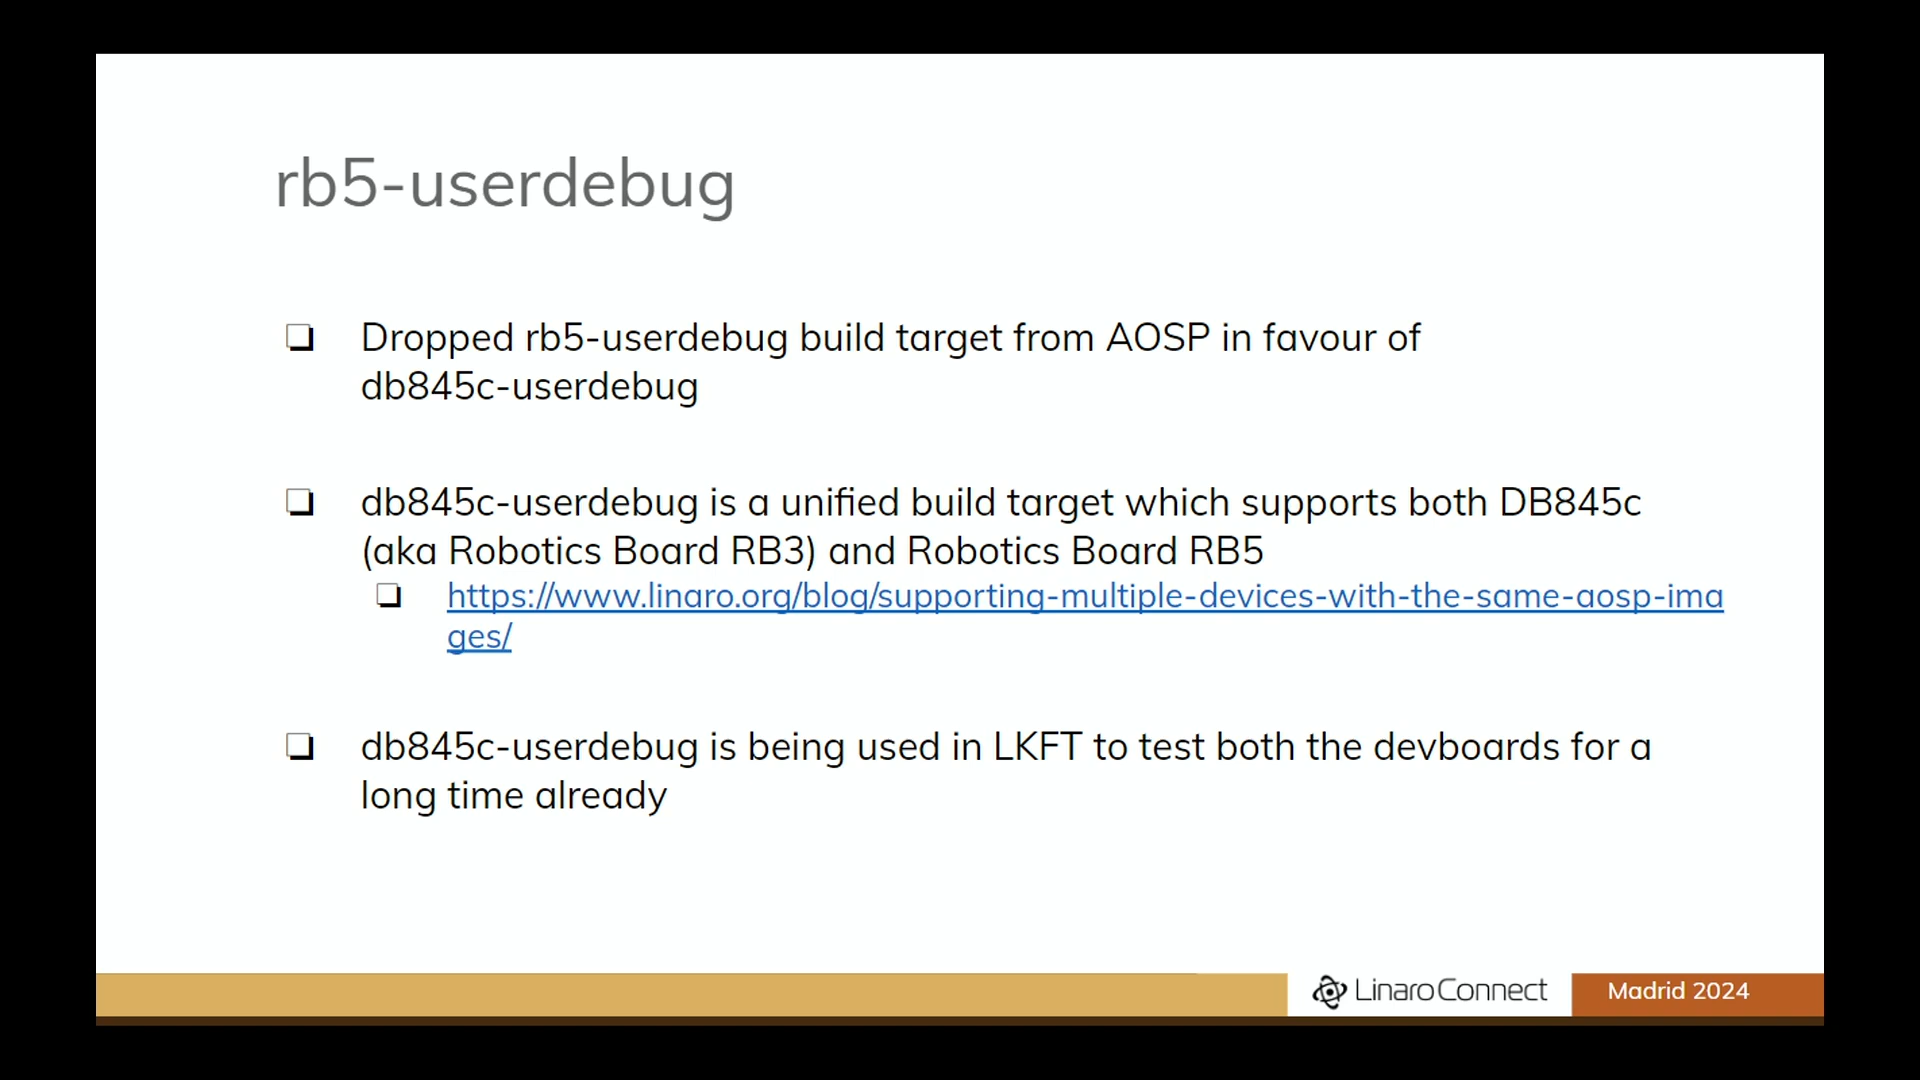 rb5-userdebug
❏ Dropped rb5-userdebug build target from AOSP in favour of
db845c-userdebug
❏ db845c-userdebug is a unified build target which supports both DB845c
(aka Robotics Board RB3) and Robotics Board RB5
❏ https://www.linaro.org/blog/supporting-multiple-devices-with-the-same-aosp-ima
ges/
❏ db845c-userdebug is being used in LKFT to test both the devboards for a
long time already
Linaro Connect
Madrid 2024